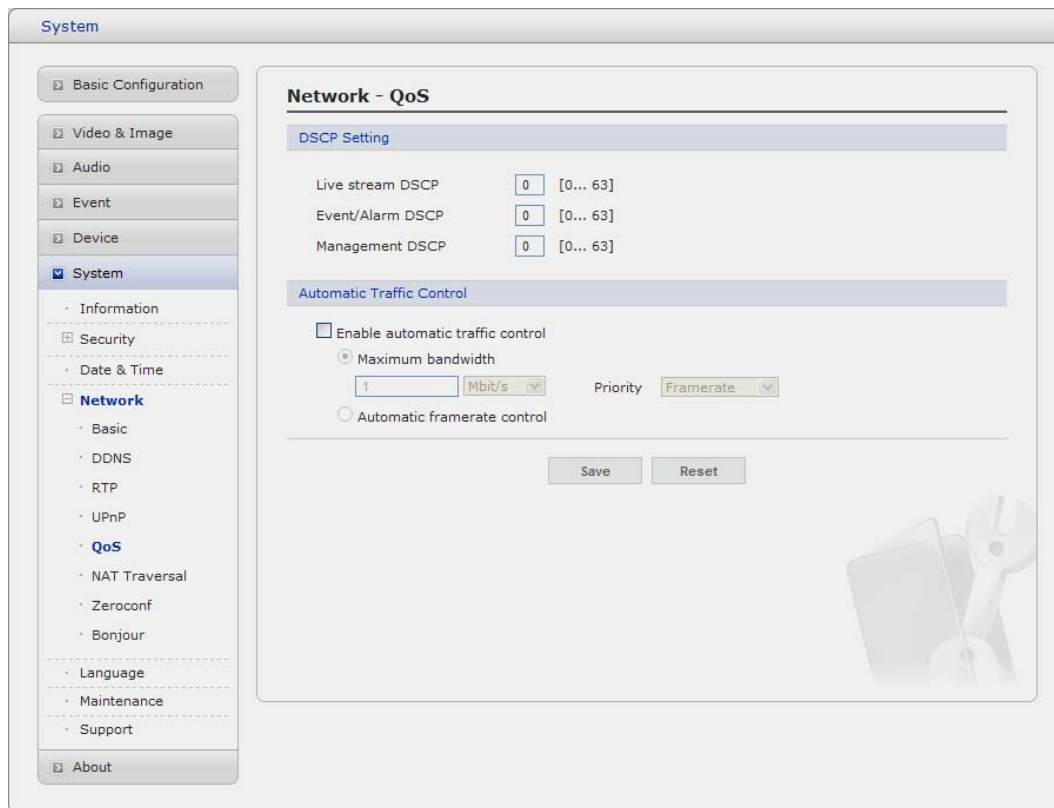 System
Basic Configuration
Video & Image
Audio
Event
Device
System
Information
Security
Date & Time
Network
Basic
DDNS
RTP
UPnP
QoS
NAT Traversal
Zeroconf
Bonjour
Language
Maintenance
Support
About
Network - QoS
DSCP Setting
Live stream DSCP 0 [0... 63]
Event/Alarm DSCP 0 [0... 63]
Management DSCP 0 [0... 63]
Automatic Traffic Control
Enable automatic traffic control
Maximum bandwidth
1 Mbit/s Priority Framerate
Automatic framerate control
Save Reset